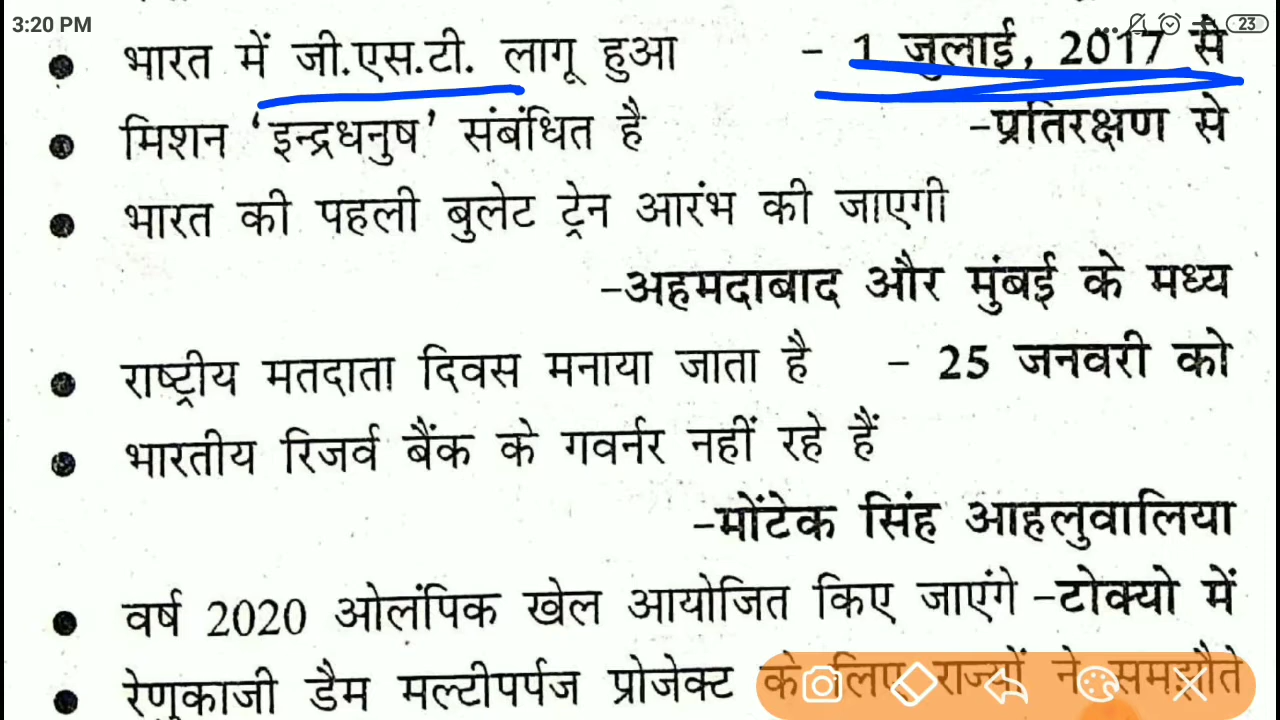 3:20 PM
23
भारत में जी.एस.टी. लागू हुआ - 1 जुलाई, 2017 से
मिशन ‘इन्द्रधनुष’ संबंधित है -प्रतिरक्षण से
भारत की पहली बुलेट ट्रेन आरंभ की जाएगी
-अहमदाबाद और मुंबई के मध्य
राष्ट्रीय मतदाता दिवस मनाया जाता है - 25 जनवरी को
भारतीय रिजर्व बैंक के गवर्नर नहीं रहे हैं
-मोंटेक सिंह आहलुवालिया
वर्ष 2020 ओलंपिक खेल आयोजित किए जाएंगे -टोक्यो में
रेणुकाजी डैम मल्टीपर्पज प्रोजेक्ट के लिए राज्यों ने समझौते